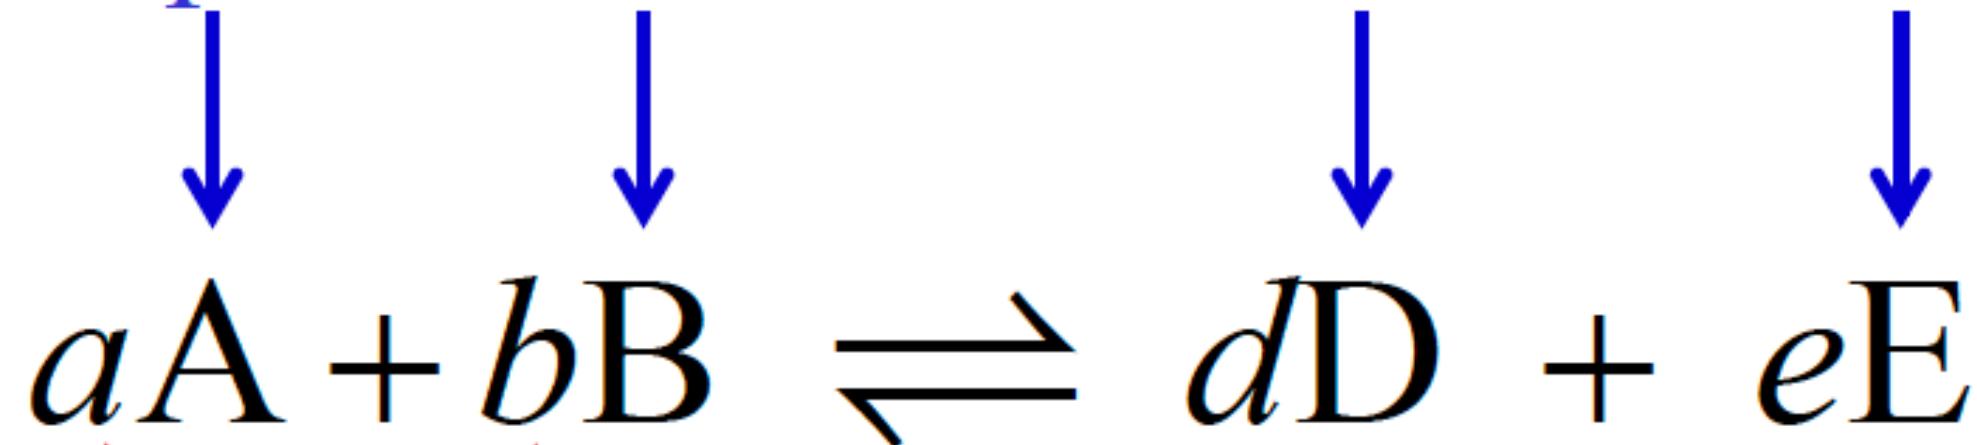 aA + bB ⇌ dD + eE